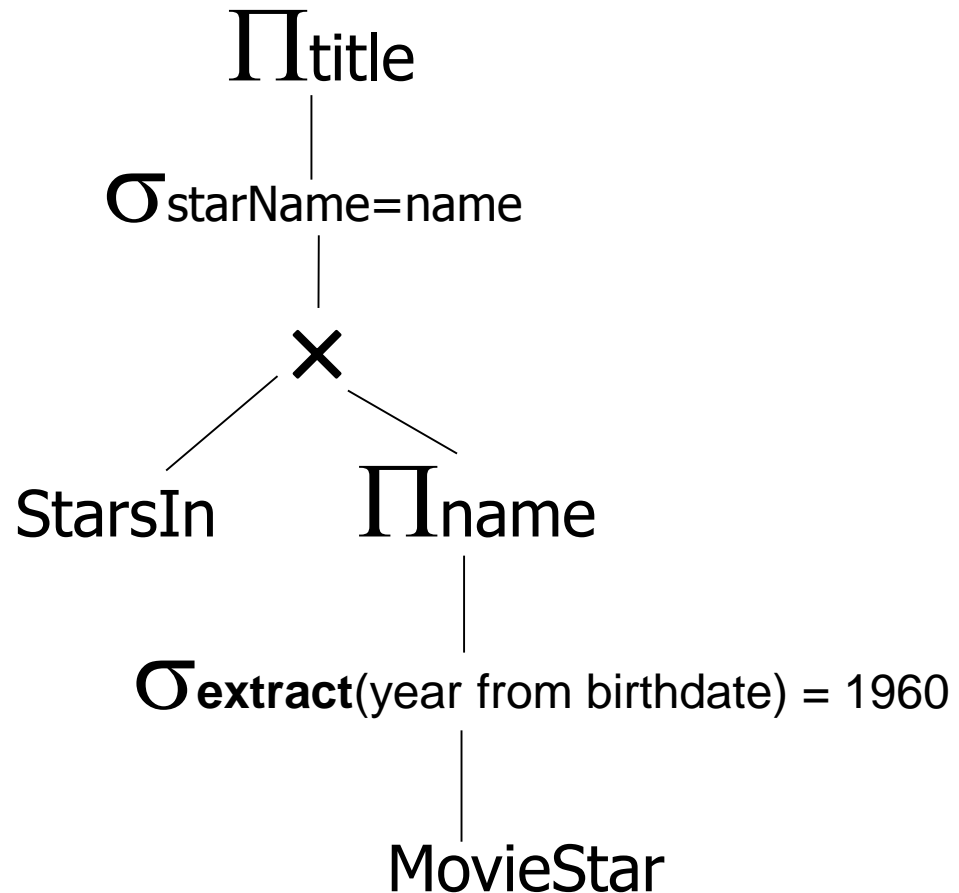 Πtitle
σstarName=name
×
StarsIn Πname
σextract(year from birthdate) = 1960
MovieStar